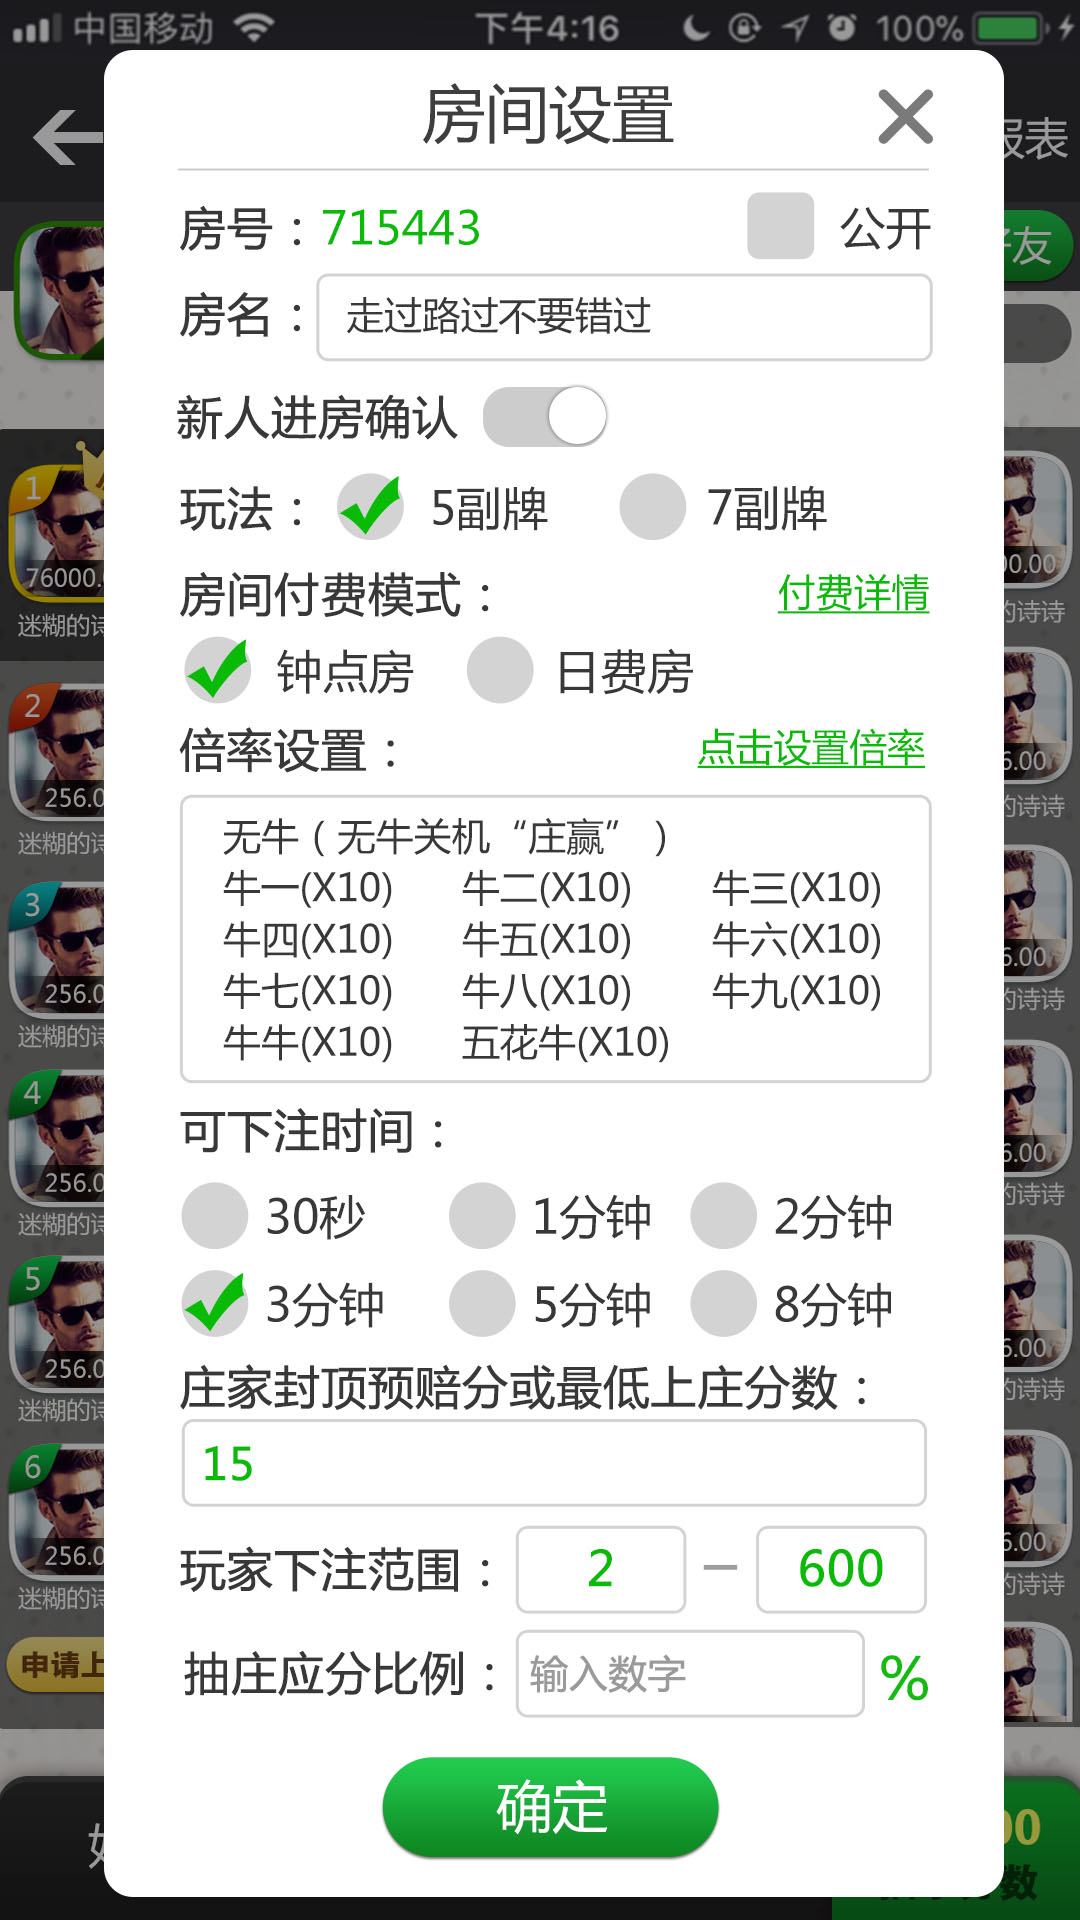 中国移动 下午4:16 100%
报表
房间设置
房号：715443 公开
好友
房名： 走过路过不要错过
新人进房确认
玩法： 5副牌 7副牌
房间付费模式： 付费详情
钟点房 日费房
倍率设置： 点击设置倍率
无牛（无牛关机“庄赢”）
牛一(X10) 牛二(X10) 牛三(X10)
牛四(X10) 牛五(X10) 牛六(X10)
牛七(X10) 牛八(X10) 牛九(X10)
牛牛(X10) 五花牛(X10)
可下注时间：
30秒 1分钟 2分钟
3分钟 5分钟 8分钟
庄家封顶预赔分或最低上庄分数：
15
玩家下注范围： 2 — 600
抽庄应分比例： 输入数字 %
确定
1
76000.
迷糊的诗
2
256.0
迷糊的诗
3
256.0
迷糊的诗
4
256.0
迷糊的诗
5
256.0
迷糊的诗
6
256.0
迷糊的诗
申请上
00.00
的诗诗
6.00
的诗诗
6.00
的诗诗
6.00
的诗诗
6.00
的诗诗
6.00
的诗诗
00
数